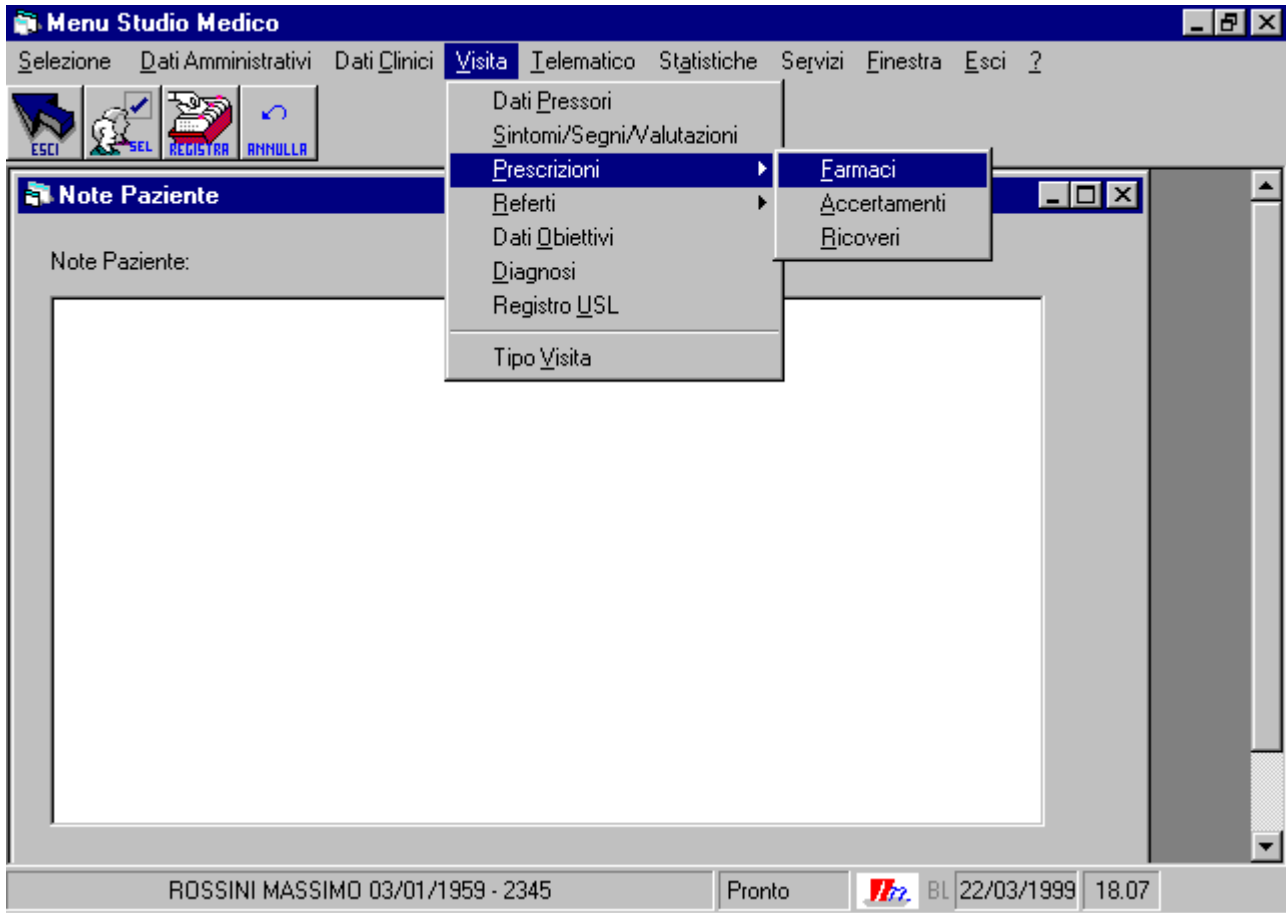 Menu Studio Medico
Selezione Dati Amministrativi Dati Clinici Visita Telematico Statistiche Servizi Finestra Esci ?
ESCI SEL REGISTRA ANNULLA
Dati Pressori
Sintomi/Segni/Valutazioni
Prescrizioni
Referti
Dati Obiettivi
Diagnosi
Registro USL
Tipo Visita
Farmaci
Accertamenti
Ricoveri
Note Paziente
Note Paziente:
ROSSINI MASSIMO 03/01/1959 - 2345 Pronto BL 22/03/1999 18.07